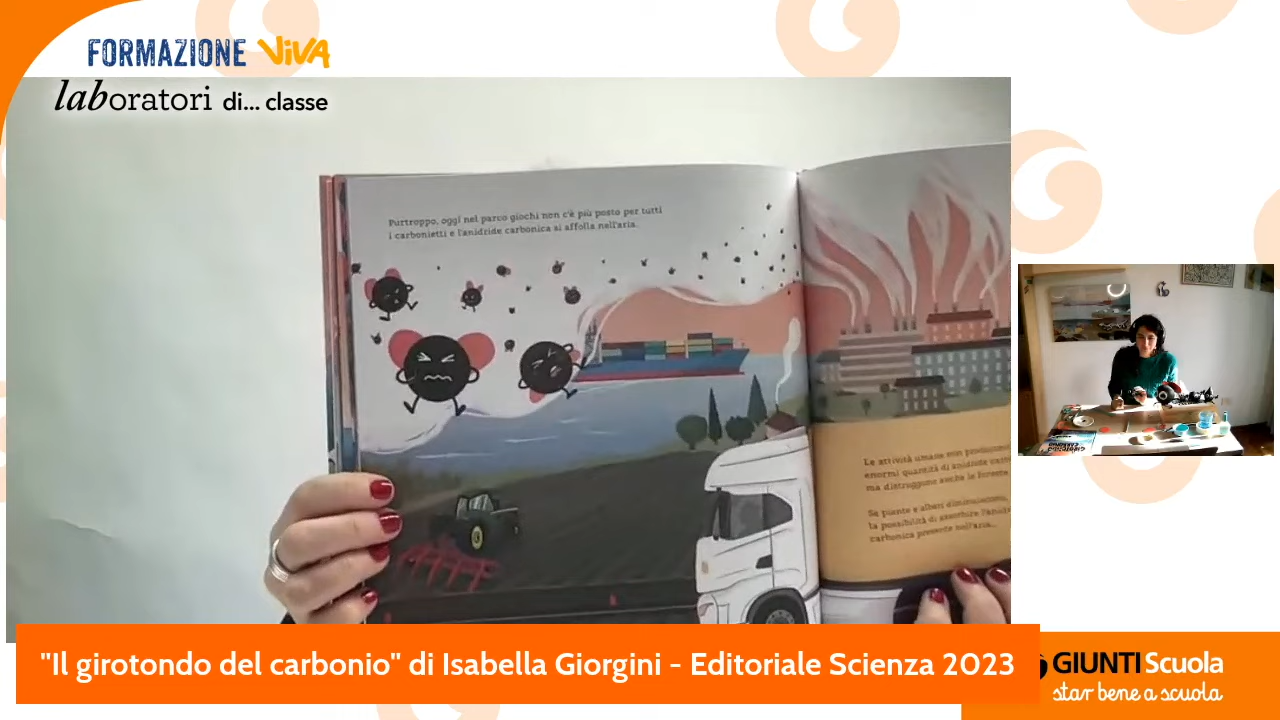 FORMAZIONE VIVA
laboratori di... classe
Purtroppo, oggi nel parco giochi non c'è più posto per tutti
i carbonietti e l'anidride carbonica si affolla nell'aria.
Le attività umane non producono
enormi quantità di anidride
ma distruggono anche le foreste
Se piante e alberi diminuiscono,
la possibilità di assorbire
carbonica presente nell'aria...
"Il girotondo del carbonio" di Isabella Giorgini - Editoriale Scienza 2023
GIUNTI Scuola
star bene a scuola